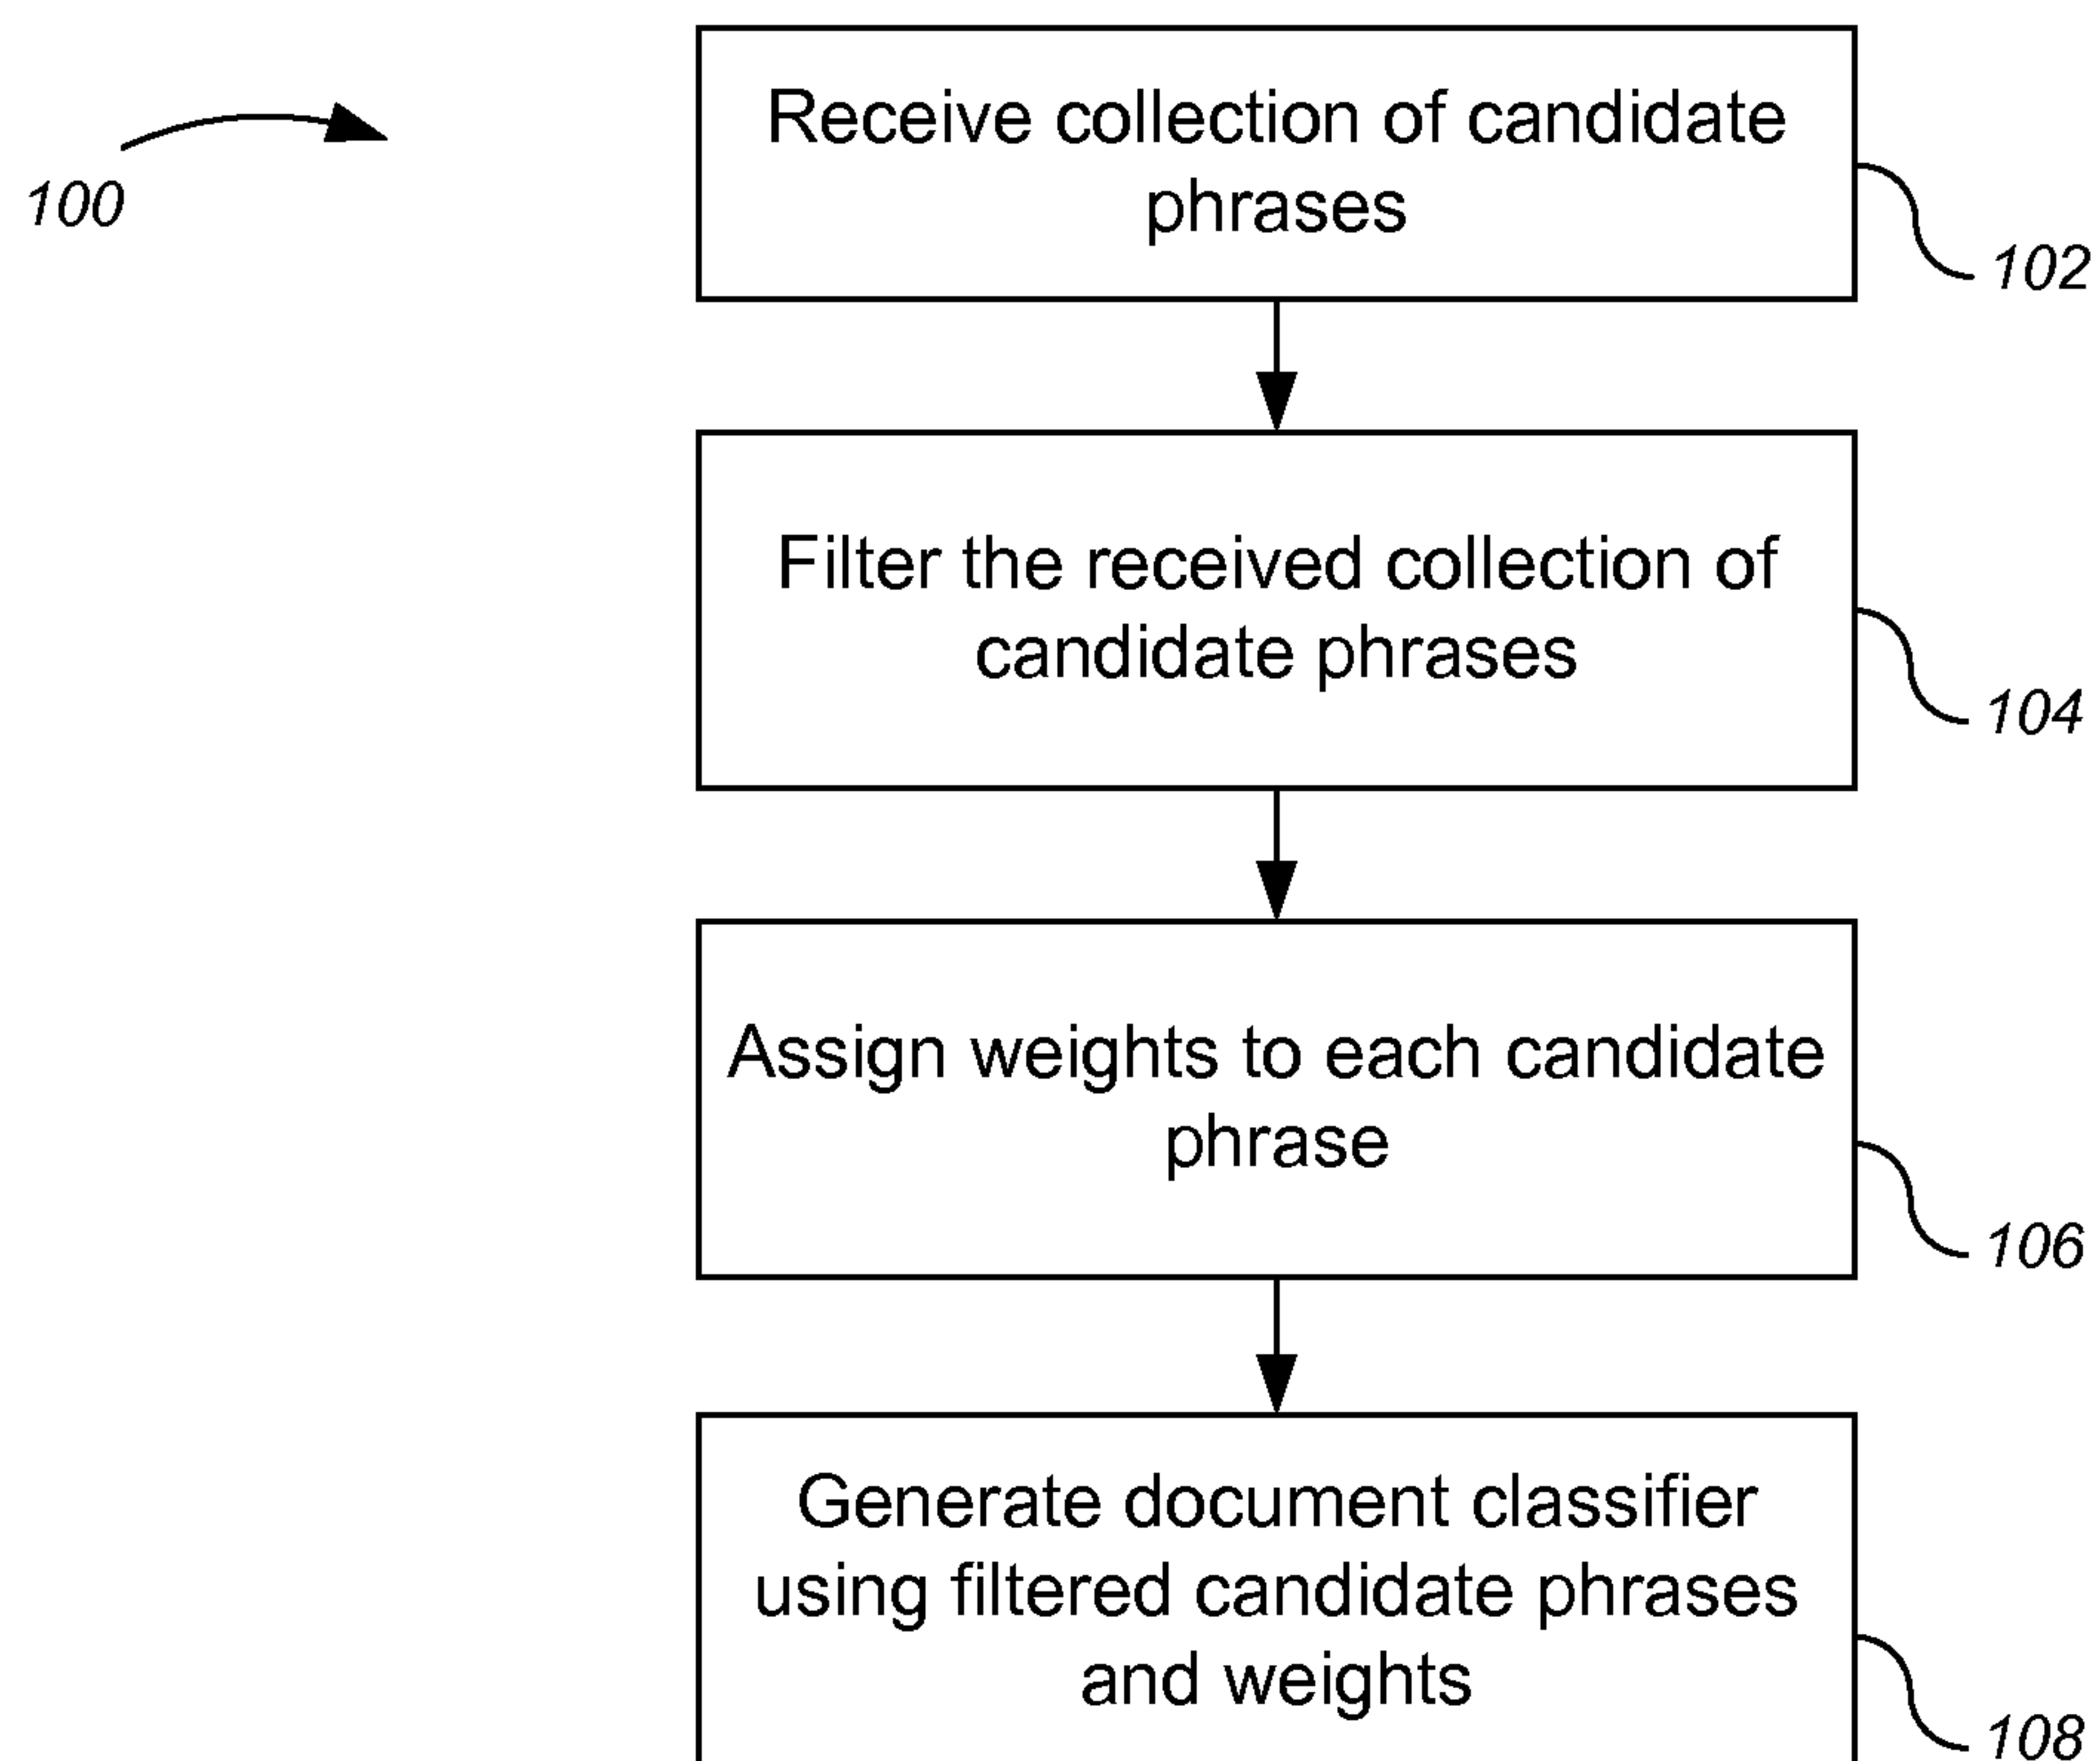 Receive collection of candidate
phrases
100
102
Filter the received collection of
candidate phrases
104
Assign weights to each candidate
phrase
106
Generate document classifier
using filtered candidate phrases
and weights
108